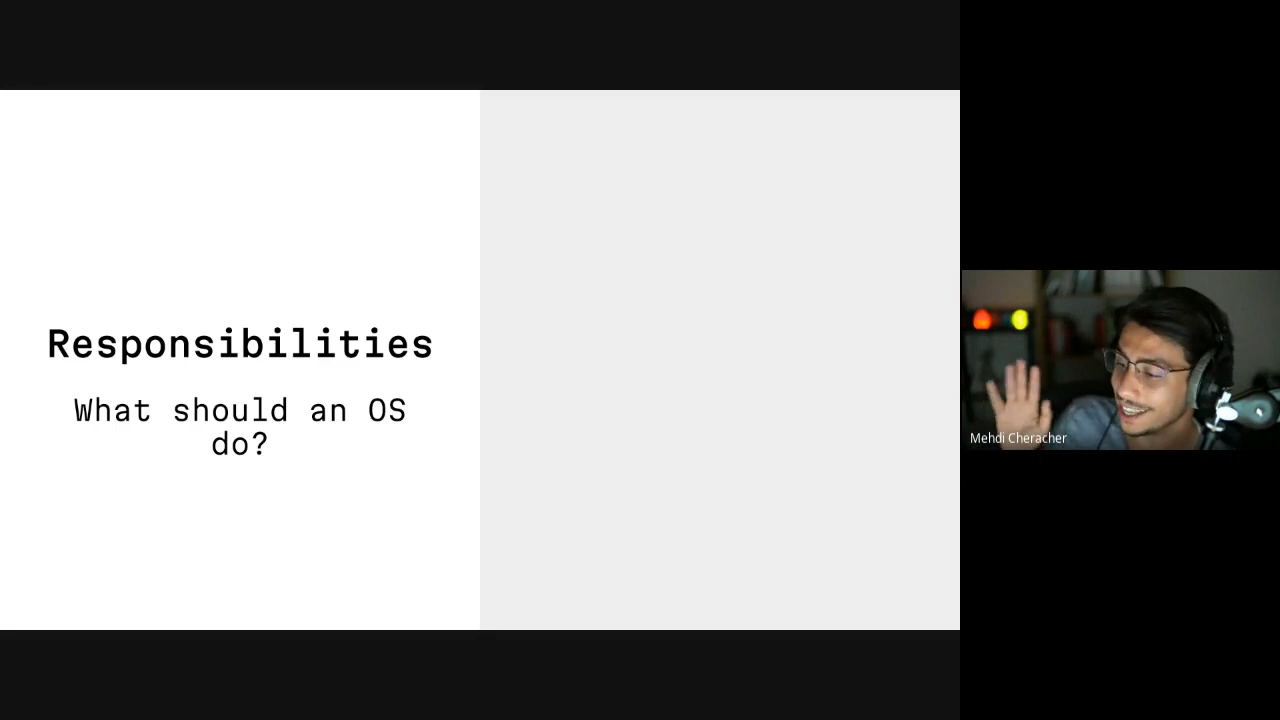 Responsibilities
What should an OS
do?
Mehdi Cheracher